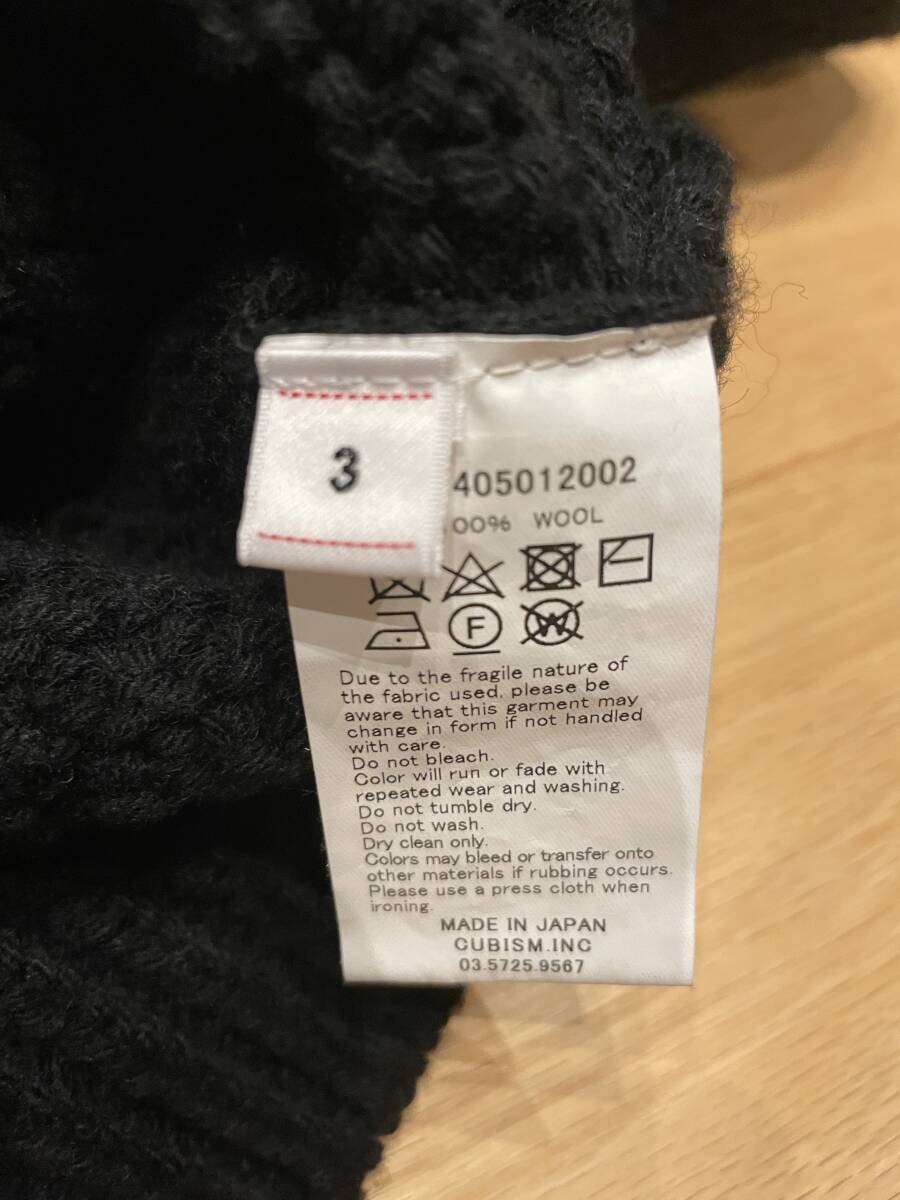 3
405012002
00% WOOL
F
W
Due to the fragile nature of
the fabric used, please be
aware that this garment may
change in form if not handled
with care.
Do not bleach.
Color will run or fade with
repeated wear and washing.
Do not tumble dry.
Do not wash.
Dry clean only.
Colors may bleed or transfer onto
other materials if rubbing occurs.
Please use a press cloth when
ironing.
MADE IN JAPAN
CUBISM.INC
03.5725.9567